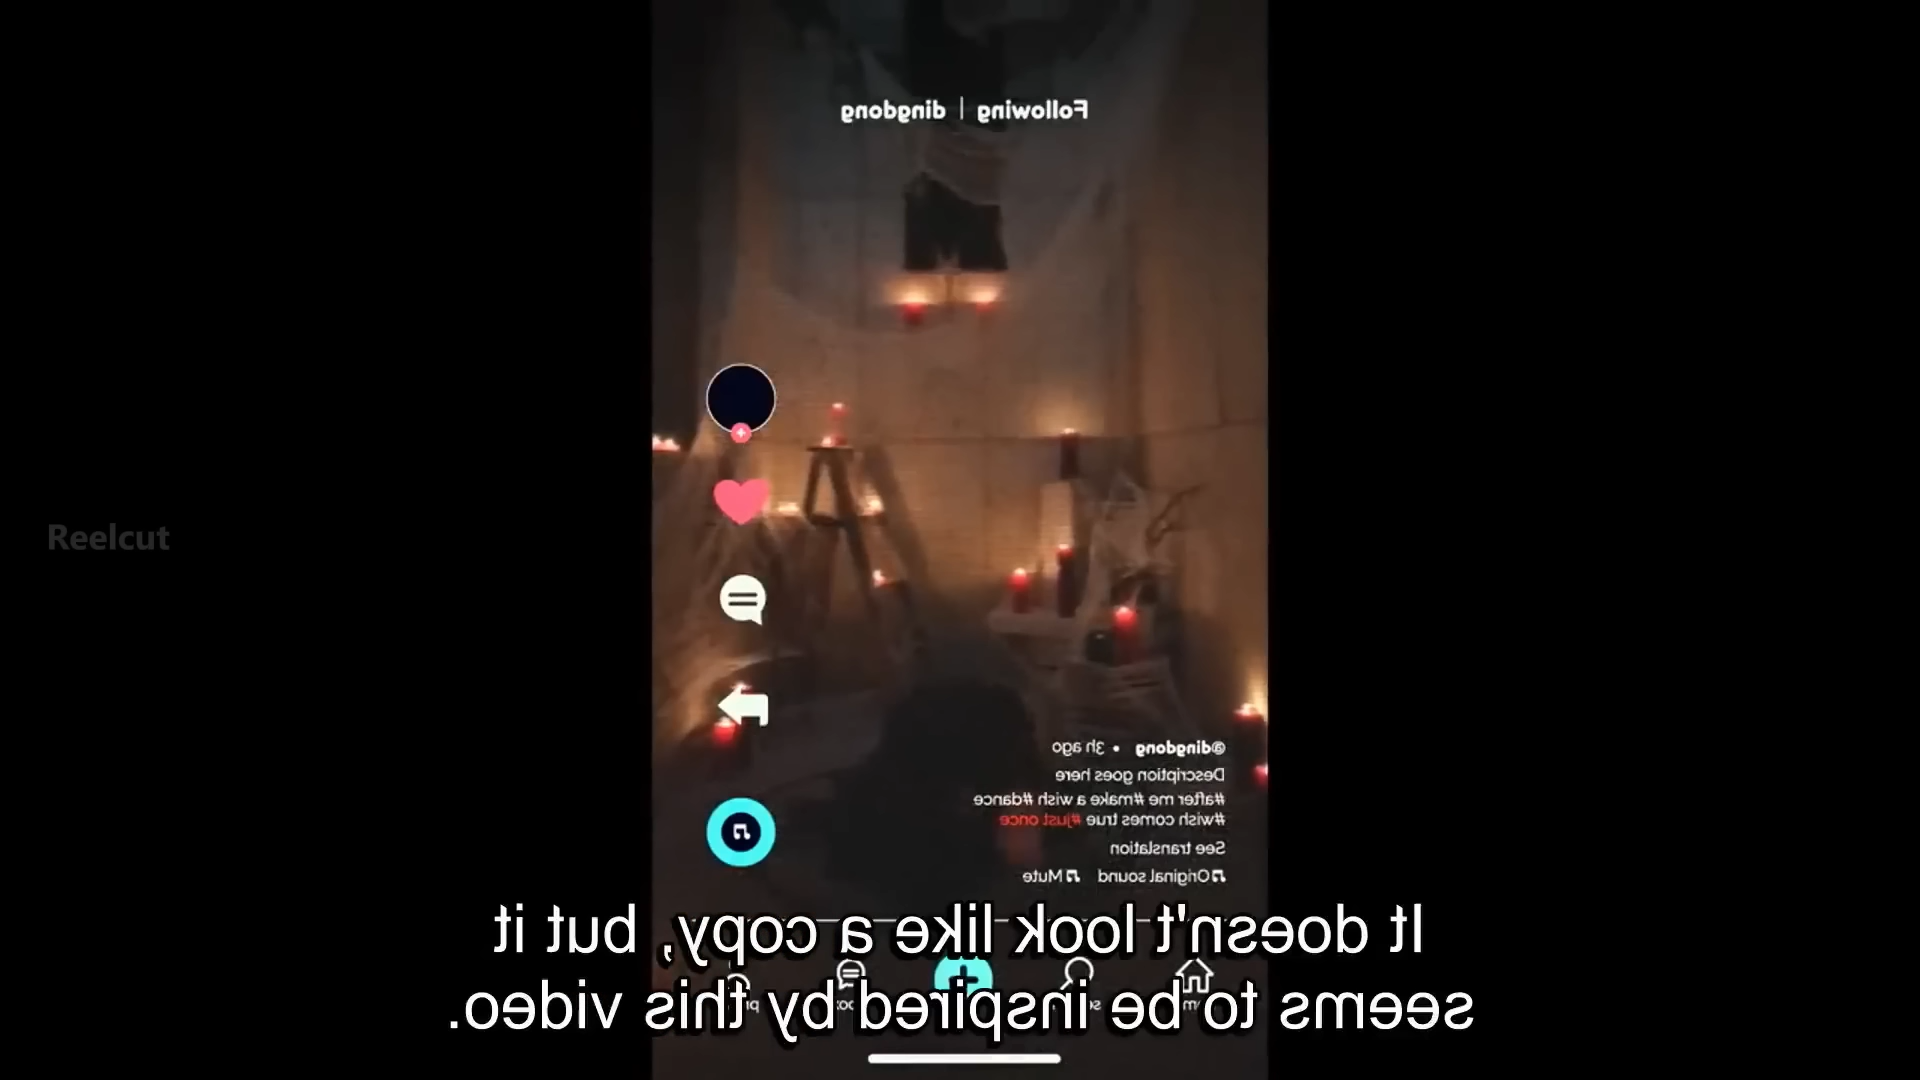 Following | dingdong
Reelcut
@dingdong • 3h ago
Description goes here
#after me #make a wish #dance
#wish comes true #just once
See translation
Original sound Mute
It doesn't look like a copy, but it
seems to be inspired by this video.